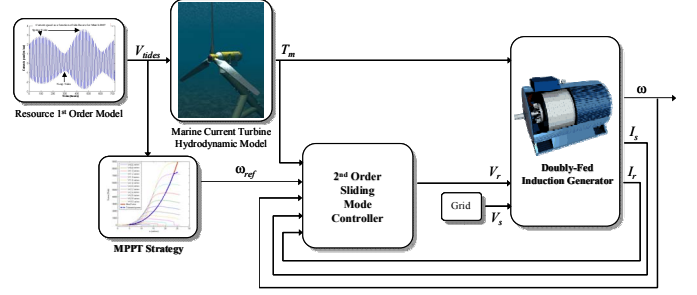 V_tides
T_m
Resource 1st Order Model
Marine Current Turbine
Hydrodynamic Model
ω
I_s
I_r
Doubly-Fed
Induction Generator
2nd Order
Sliding
Mode
Controller
ω_ref
V_r
Grid
V_s
MPPT Strategy